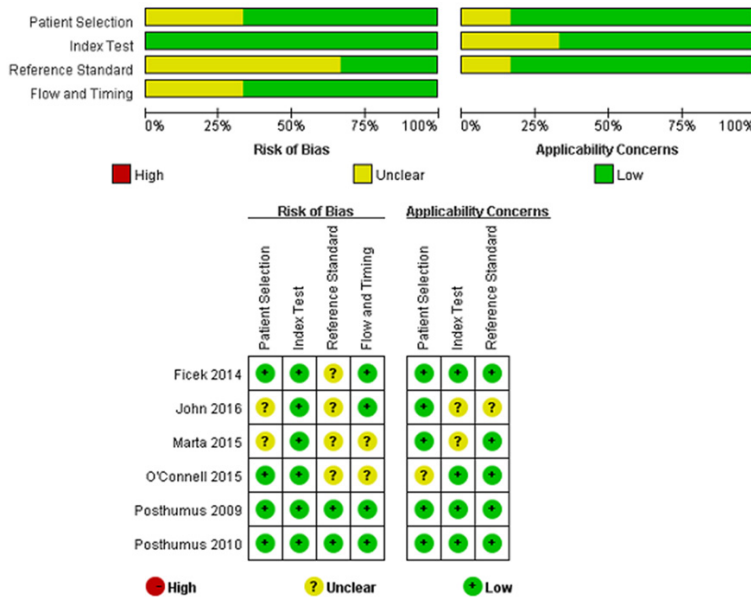 Patient Selection
Index Test
Reference Standard
Flow and Timing
0% 25% 50% 75% 100% 0% 25% 50% 75% 100%
Risk of Bias Applicability Concerns
High Unclear Low
Risk of Bias Applicability Concerns
Patient Selection Index Test Reference Standard Flow and Timing Patient Selection Index Test Reference Standard
Ficek 2014 + + ? + + + +
John 2016 ? + ? + + ? ?
Marta 2015 ? + ? ? + ? +
O'Connell 2015 + + ? ? ? + +
Posthumus 2009 + + + + + + +
Posthumus 2010 + + + + + + +
- High ? Unclear + Low